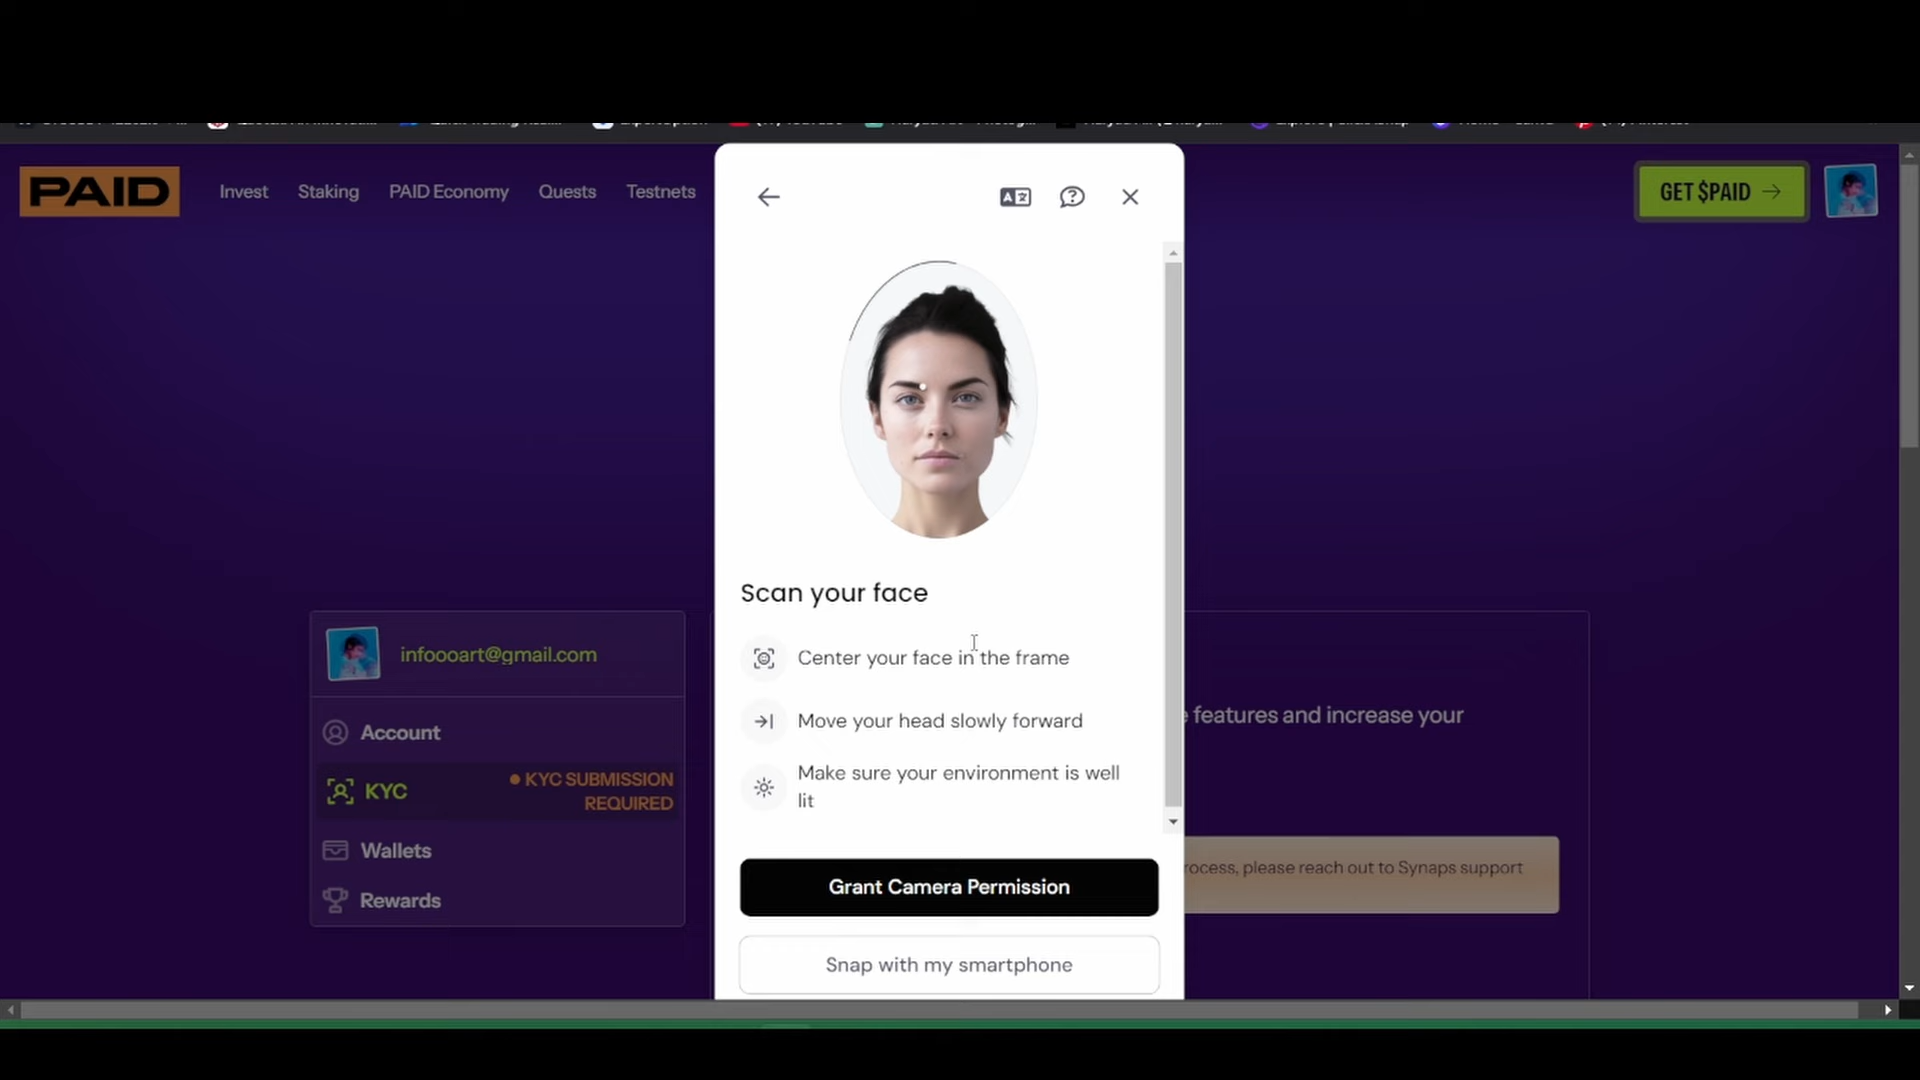 PAID
Invest
Staking
PAID Economy
Quests
Testnets
GET $PAID
Scan your face
Center your face in the frame
Move your head slowly forward
Make sure your environment is well
lit
Grant Camera Permission
Snap with my smartphone
infoooart@gmail.com
Account
KYC
KYC SUBMISSION
REQUIRED
Wallets
Rewards
features and increase your
process, please reach out to Synaps support